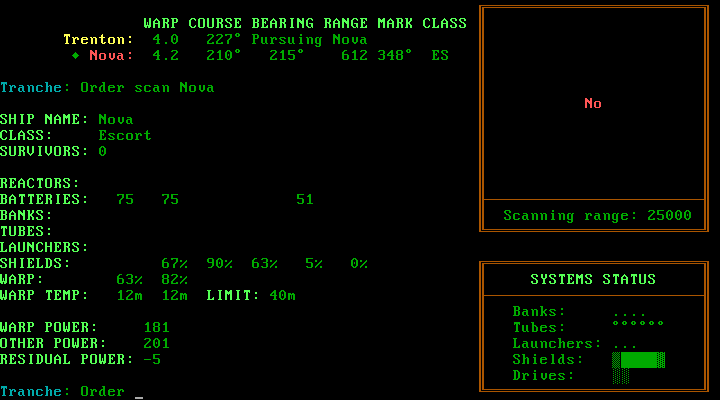 WARP COURSE BEARING RANGE MARK CLASS
Trenton: 4.0 227° Pursuing Nova
♦ Nova: 4.2 210° 215° 612 348° ES
Tranche: Order scan Nova
SHIP NAME: Nova
CLASS: Escort
SURVIVORS: 0
REACTORS:
BATTERIES: 75 75 51
BANKS:
TUBES:
LAUNCHERS:
SHIELDS: 67% 90% 63% 5% 0%
WARP: 63% 82%
WARP TEMP: 12m 12m LIMIT: 40m
WARP POWER: 181
OTHER POWER: 201
RESIDUAL POWER: -5
Tranche: Order _
No
Scanning range: 25000
SYSTEMS STATUS
Banks: ....
Tubes: °°°°°°
Launchers: ...
Shields:
Drives: